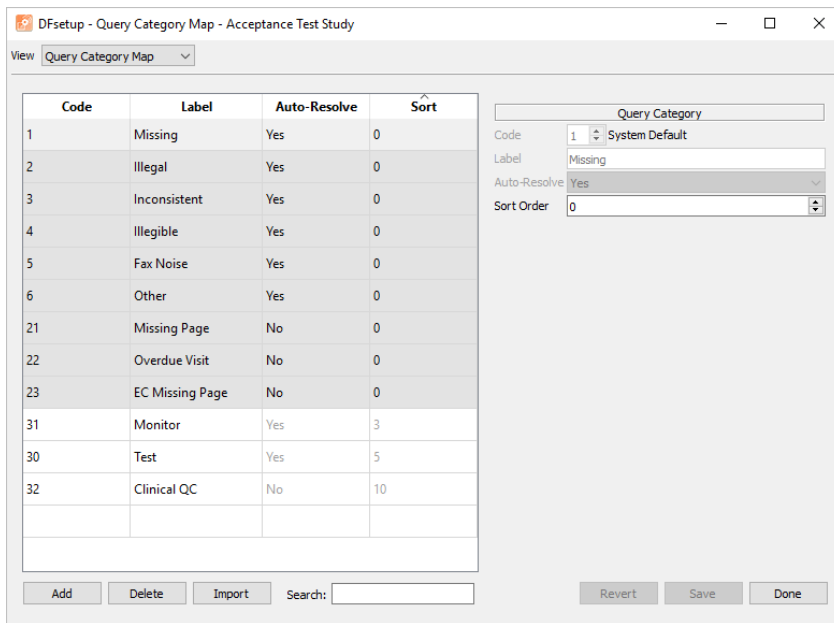 DFsetup - Query Category Map - Acceptance Test Study
View Query Category Map
Code Label Auto-Resolve Sort
1 Missing Yes 0
2 Illegal Yes 0
3 Inconsistent Yes 0
4 Illegible Yes 0
5 Fax Noise Yes 0
6 Other Yes 0
21 Missing Page No 0
22 Overdue Visit No 0
23 EC Missing Page No 0
31 Monitor Yes 3
30 Test Yes 5
32 Clinical QC No 10
Query Category
Code 1 System Default
Label Missing
Auto-Resolve Yes
Sort Order 0
Add Delete Import Search: Revert Save Done